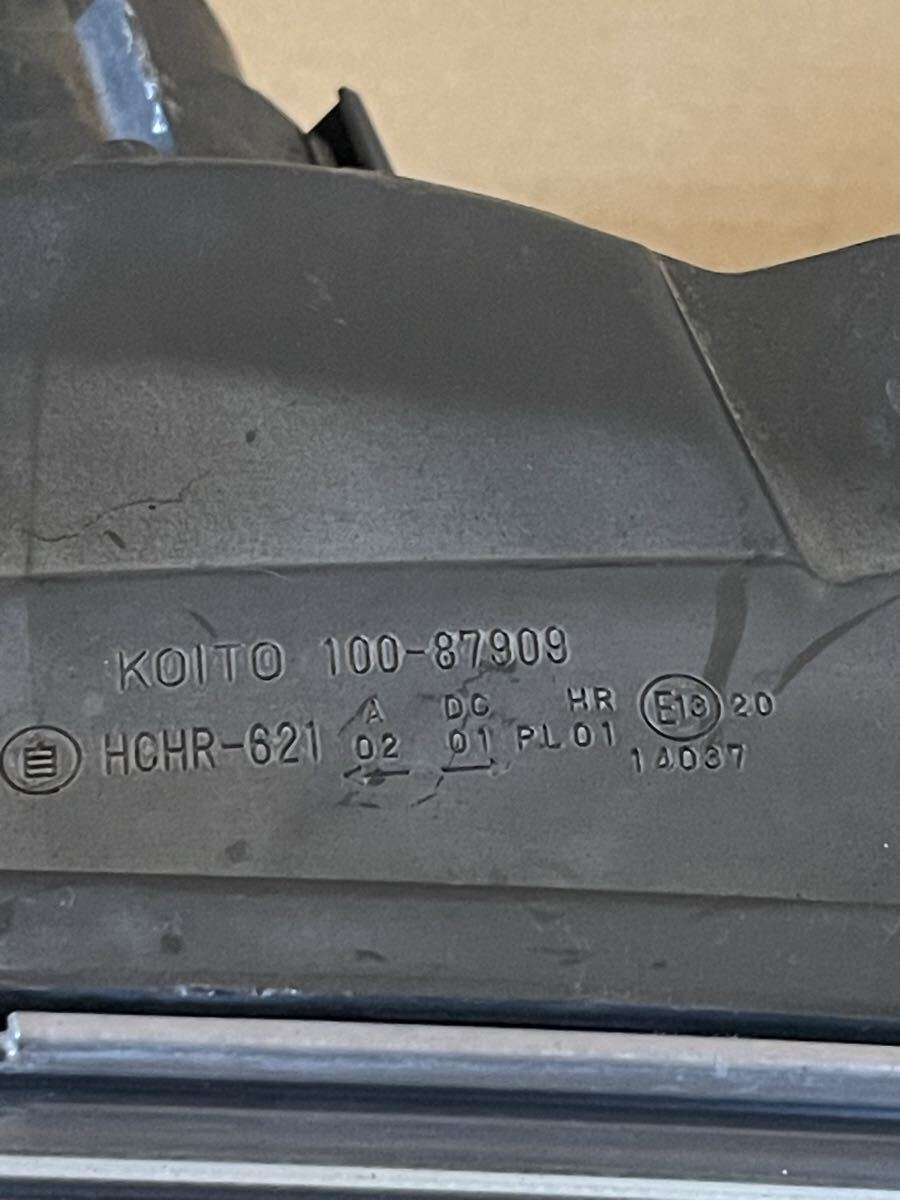 KOITO 100-87909
A DC HR E13 20
自 HCHR-621 02 01 PL 01
14037